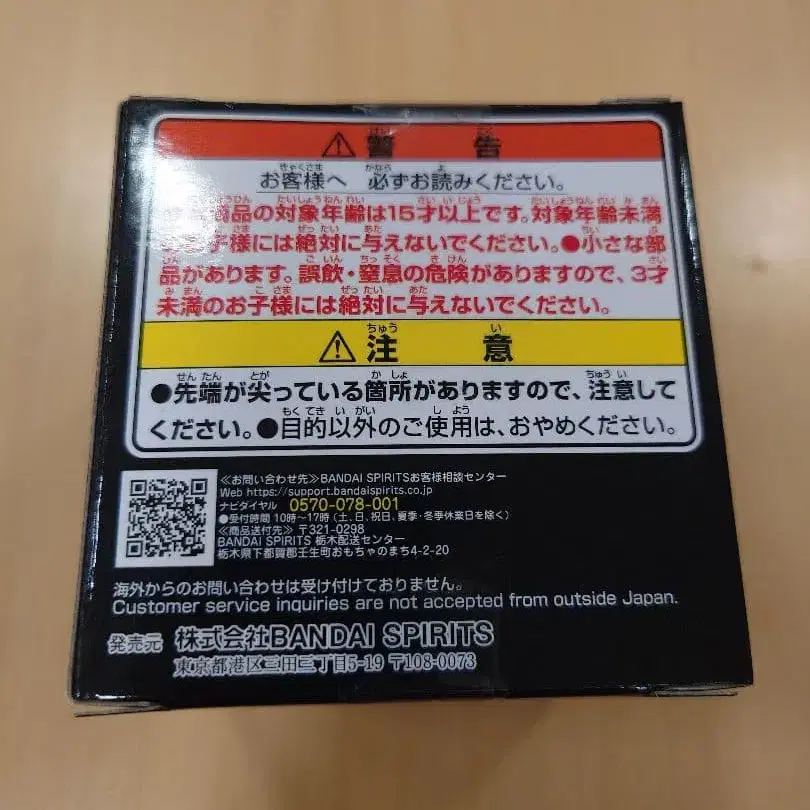 ⚠警告
お客様へ 必ずお読みください。
商品の対象年齢は15才以上です。対象年齢未満
子様には絶対に与えないでください。●小さな部
品があります。誤飲・窒息の危険がありますので、3才
未満のお子様には絶対に与えないでください。
⚠注意
●先端が尖っている箇所がありますので、注意して
ください。●目的以外のご使用は、おやめください。
≪お問い合わせ先≫BANDAI SPIRITSお客様相談センター
Web https://support.bandaispirits.co.jp
ナビダイヤル 0570-078-001
●受付時間 10時～17時(土、日、祝日、夏季・冬季休業日を除く)
≪商品送付先≫〒321-0298
BANDAI SPIRITS 栃木配送センター
栃木県下都賀郡壬生町おもちゃのまち4-2-20
海外からのお問い合わせは受け付けておりません。
Customer service inquiries are not accepted from outside Japan.
発売元 株式会社BANDAI SPIRITS
東京都港区三田三丁目5-19 〒108-0073